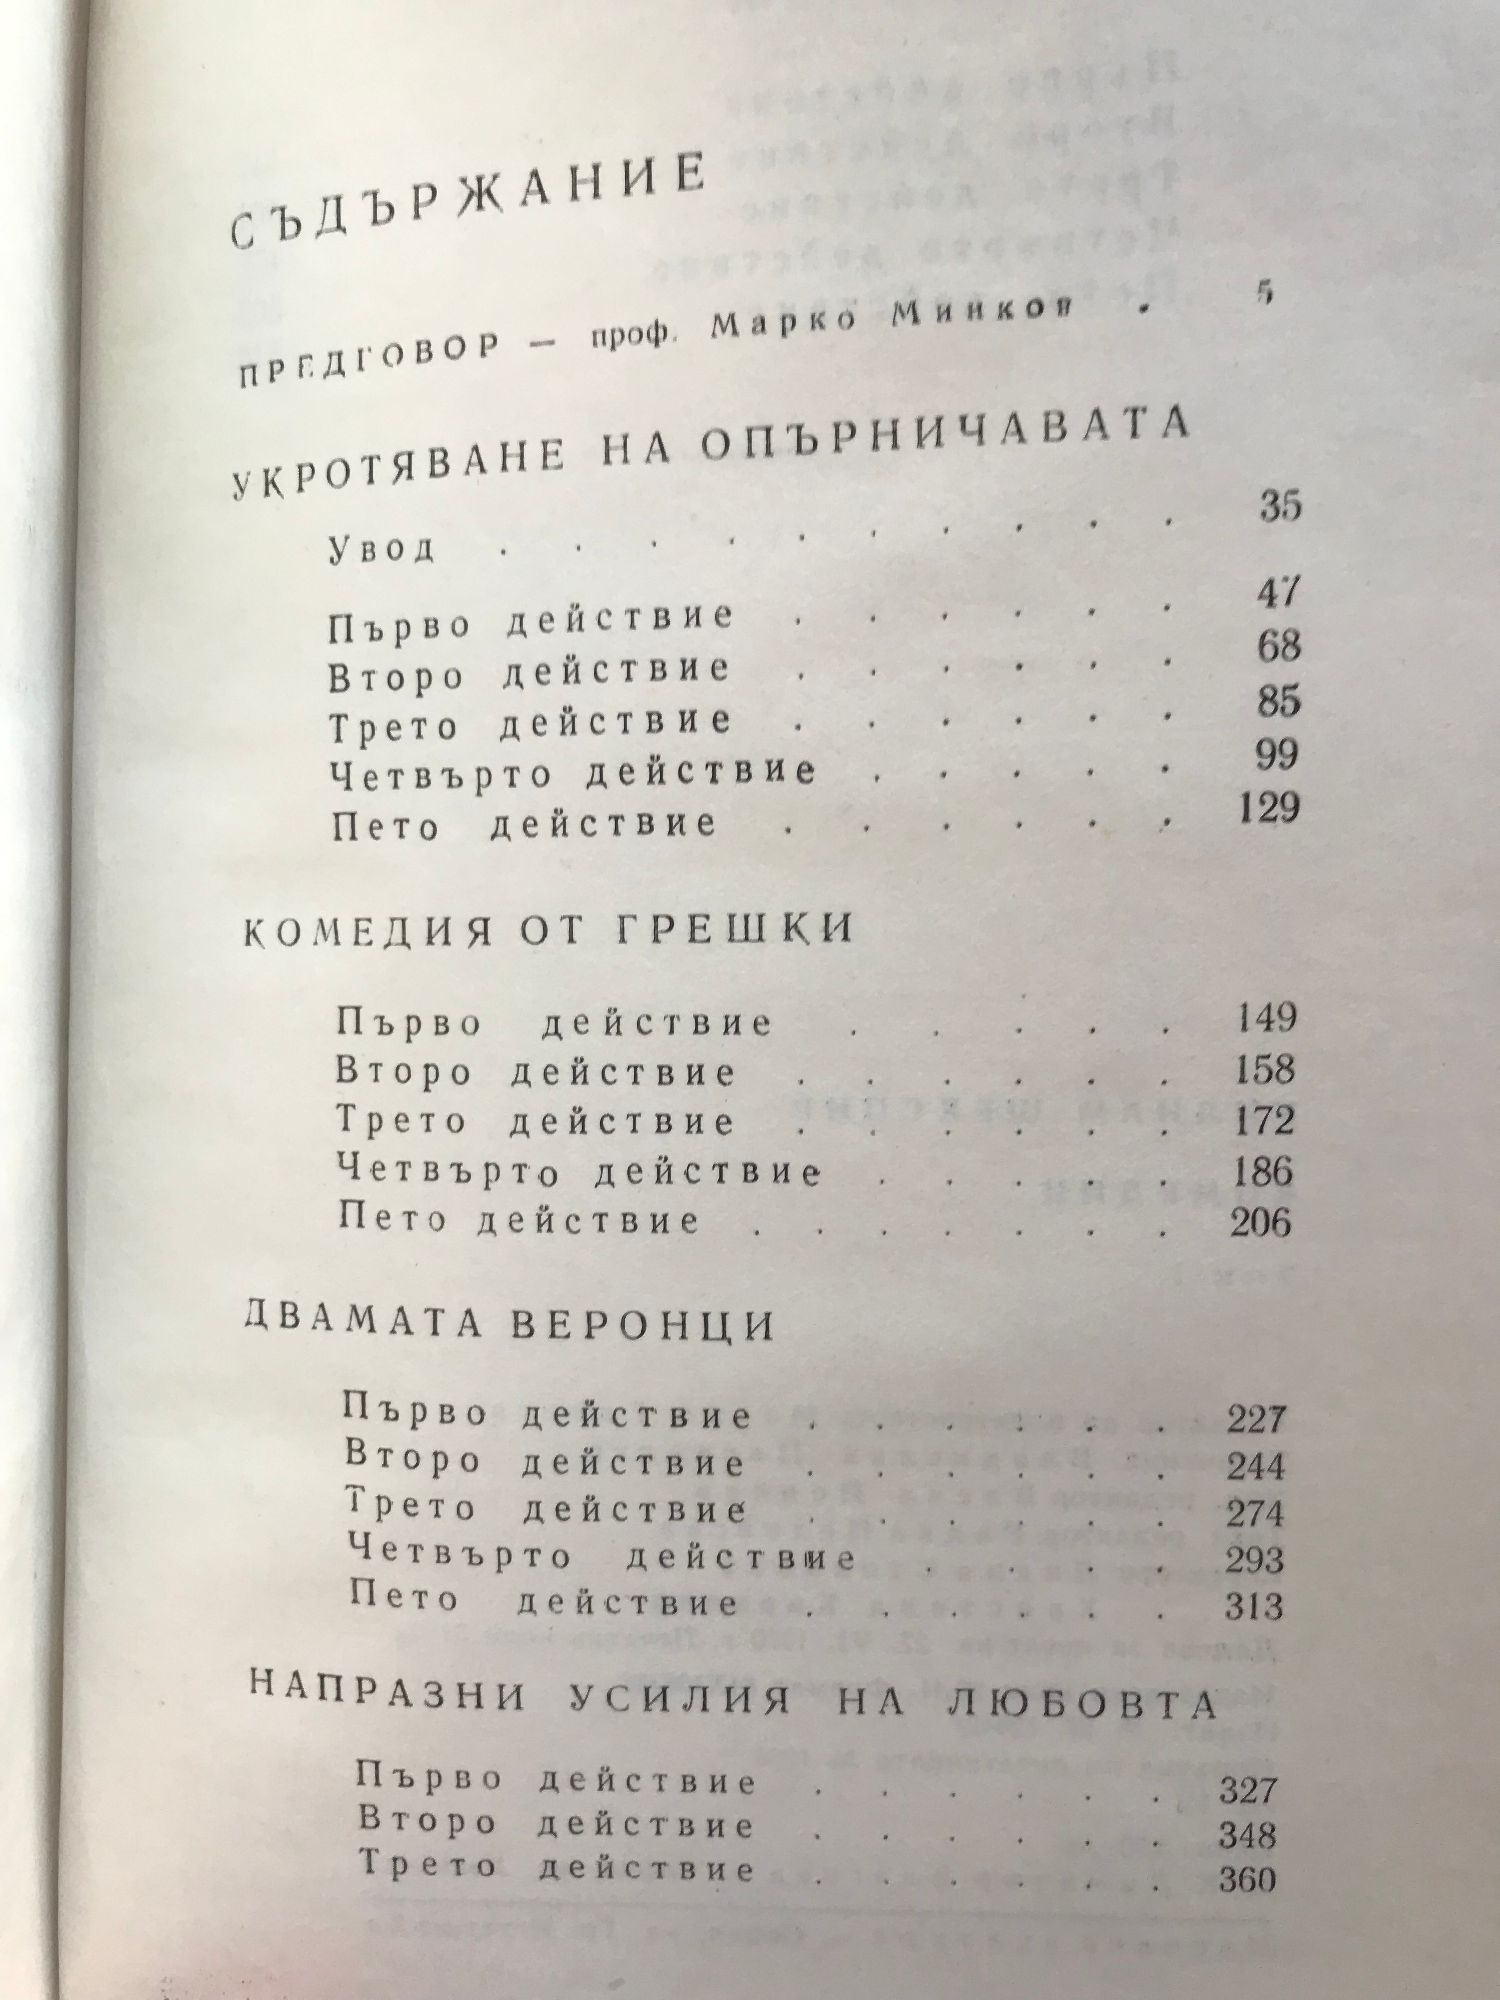 СЪДЪРЖАНИЕ
ПРЕДГОВОР — проф. Марко Минков . 5
УКРОТЯВАНЕ НА ОПЪРНИЧАВАТА
Увод . . . . . . . . . . 35
Първо действие . . . . . . 47
Второ действие . . . . . . 68
Трето действие . . . . . . 85
Четвърто действие . . . . . 99
Пето действие . . . . . . 129
КОМЕДИЯ ОТ ГРЕШКИ
Първо действие . . . . . 149
Второ действие . . . . . . 158
Трето действие . . . . . . 172
Четвърто действие . . . . . 186
Пето действие . . . . . . . 206
ДВАМАТА ВЕРОНЦИ
Първо действие . . . . . . 227
Второ действие . . . . . . 244
Трето действие . . . . . . 274
Четвърто действие . . . . 293
Пето действие . . . . . . 313
НАПРАЗНИ УСИЛИЯ НА ЛЮБОВТА
Първо действие . . . . . . 327
Второ действие . . . . . . 348
Трето действие . . . . . . 360